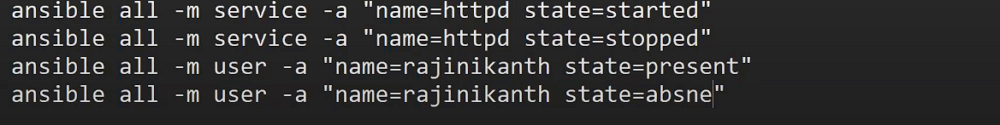 ansible all -m service -a "name=httpd state=started"
ansible all -m service -a "name=httpd state=stopped"
ansible all -m user -a "name=rajinikanth state=present"
ansible all -m user -a "name=rajinikanth state=absne"